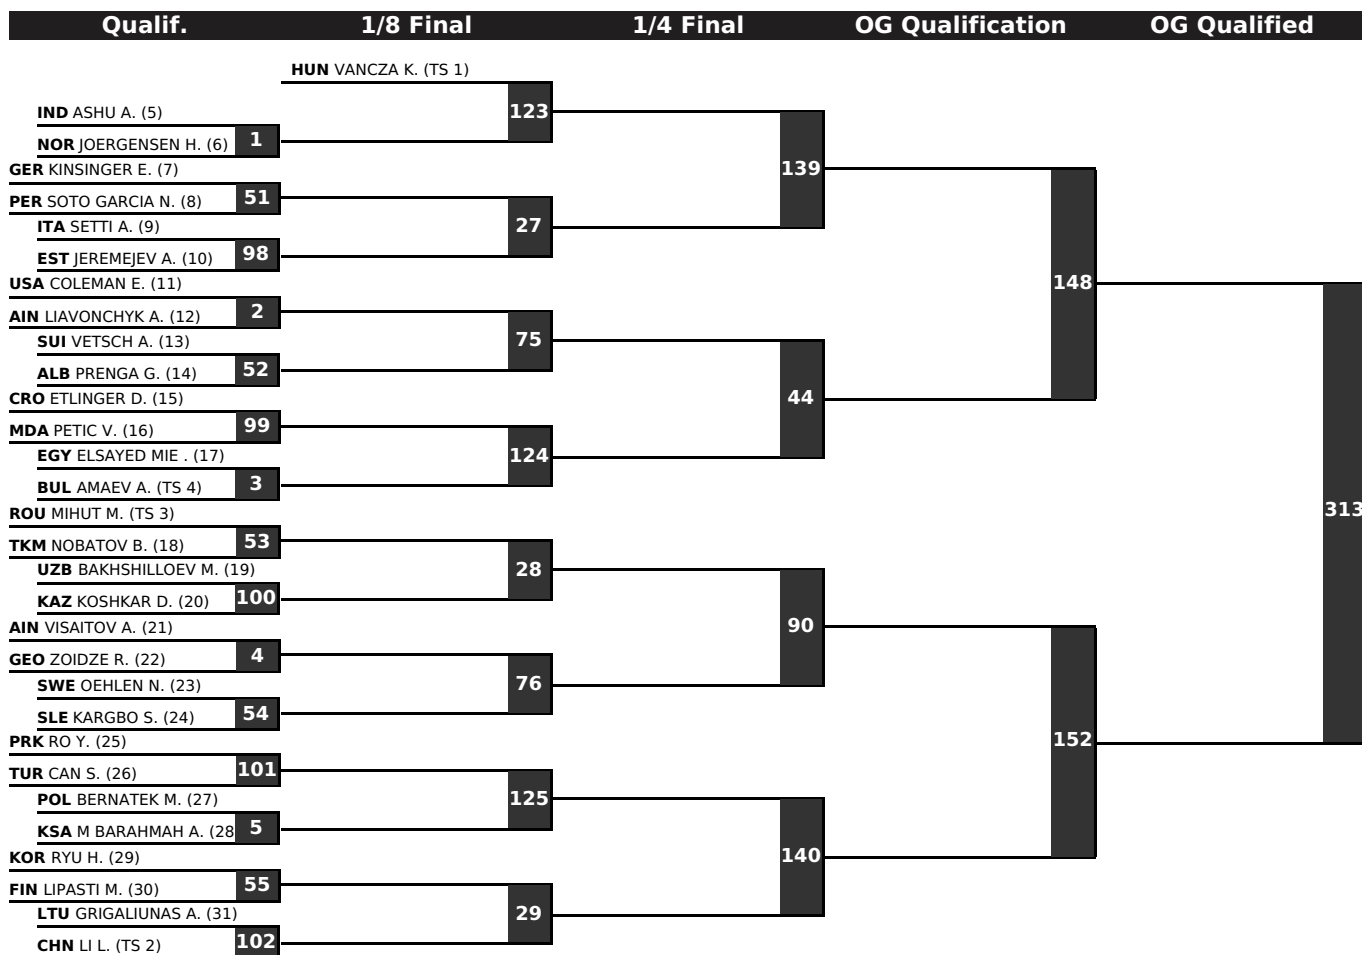 Qualif. 1/8 Final 1/4 Final OG Qualification OG Qualified
HUN VANCZA K. (TS 1)
123
IND ASHU A. (5)
NOR JOERGENSEN H. (6) 1
139
GER KINSINGER E. (7)
PER SOTO GARCIA N. (8) 51
27
ITA SETTI A. (9)
EST JEREMEJEV A. (10) 98
148
USA COLEMAN E. (11)
AIN LIAVONCHYK A. (12) 2
75
SUI VETSCH A. (13)
ALB PRENGA G. (14) 52
44
CRO ETLINGER D. (15)
MDA PETIC V. (16) 99
124
EGY ELSAYED MIE . (17)
BUL AMAEV A. (TS 4) 3
313
ROU MIHUT M. (TS 3)
TKM NOBATOV B. (18) 53
28
UZB BAKHSHILLOEV M. (19)
KAZ KOSHKAR D. (20) 100
90
AIN VISAITOV A. (21)
GEO ZOIDZE R. (22) 4
76
SWE OEHLEN N. (23)
SLE KARGBO S. (24) 54
152
PRK RO Y. (25)
TUR CAN S. (26) 101
125
POL BERNATEK M. (27)
KSA M BARAHMAH A. (28 5
140
KOR RYU H. (29)
FIN LIPASTI M. (30) 55
29
LTU GRIGALIUNAS A. (31)
CHN LI L. (TS 2) 102